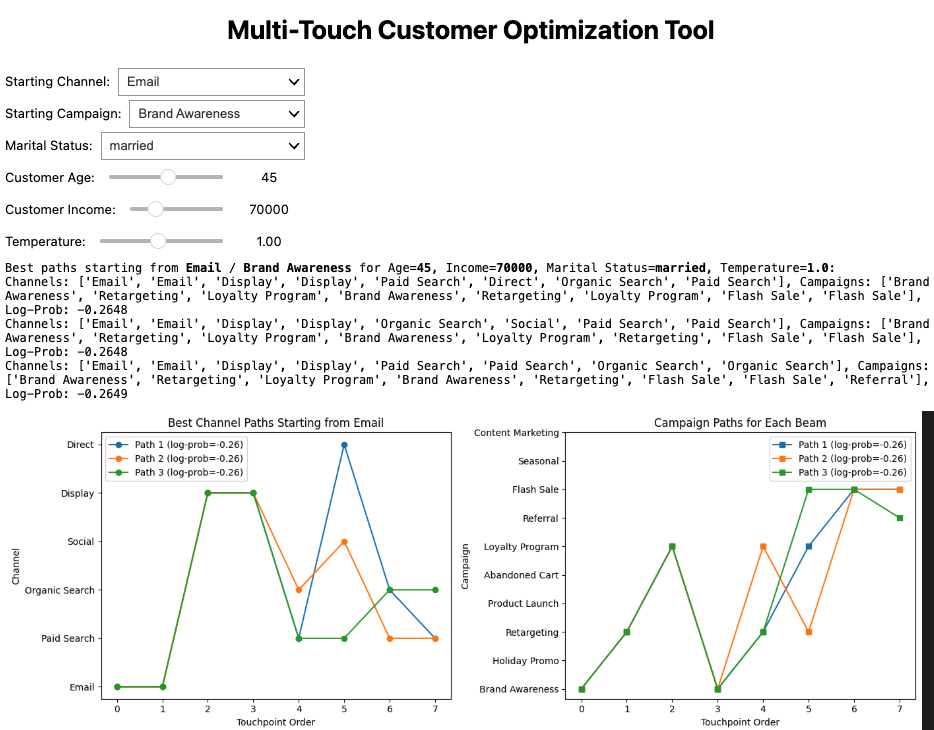 Multi-Touch Customer Optimization Tool
Starting Channel: Email
Starting Campaign: Brand Awareness
Marital Status: married
Customer Age: 45
Customer Income: 70000
Temperature: 1.00
Best paths starting from Email / Brand Awareness for Age=45, Income=70000, Marital Status=married, Temperature=1.0:
Channels: ['Email', 'Email', 'Display', 'Display', 'Paid Search', 'Direct', 'Organic Search', 'Paid Search'], Campaigns: ['Brand
Awareness', 'Retargeting', 'Loyalty Program', 'Brand Awareness', 'Retargeting', 'Loyalty Program', 'Flash Sale', 'Flash Sale'],
Log-Prob: -0.2648
Channels: ['Email', 'Email', 'Display', 'Display', 'Organic Search', 'Social', 'Paid Search', 'Paid Search'], Campaigns: ['Brand
Awareness', 'Retargeting', 'Loyalty Program', 'Brand Awareness', 'Loyalty Program', 'Retargeting', 'Flash Sale', 'Flash Sale'],
Log-Prob: -0.2648
Channels: ['Email', 'Email', 'Display', 'Display', 'Paid Search', 'Paid Search', 'Organic Search', 'Organic Search'], Campaigns:
['Brand Awareness', 'Retargeting', 'Loyalty Program', 'Brand Awareness', 'Retargeting', 'Flash Sale', 'Flash Sale', 'Referral'],
Log-Prob: -0.2649
Best Channel Paths Starting from Email
Path 1 (log-prob=-0.26)
Path 2 (log-prob=-0.26)
Path 3 (log-prob=-0.26)
Channel
Direct
Display
Social
Organic Search
Paid Search
Email
0 1 2 3 4 5 6 7
Touchpoint Order
Campaign Paths for Each Beam
Path 1 (log-prob=-0.26)
Path 2 (log-prob=-0.26)
Path 3 (log-prob=-0.26)
Campaign
Content Marketing
Seasonal
Flash Sale
Referral
Loyalty Program
Abandoned Cart
Product Launch
Retargeting
Holiday Promo
Brand Awareness
0 1 2 3 4 5 6 7
Touchpoint Order